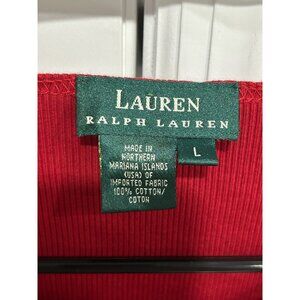 LAUREN
RALPH LAUREN
L
MADE IN
NORTHERN
MARIANA ISLANDS
(USA) OF
IMPORTED FABRIC
100% COTTON/
COTON